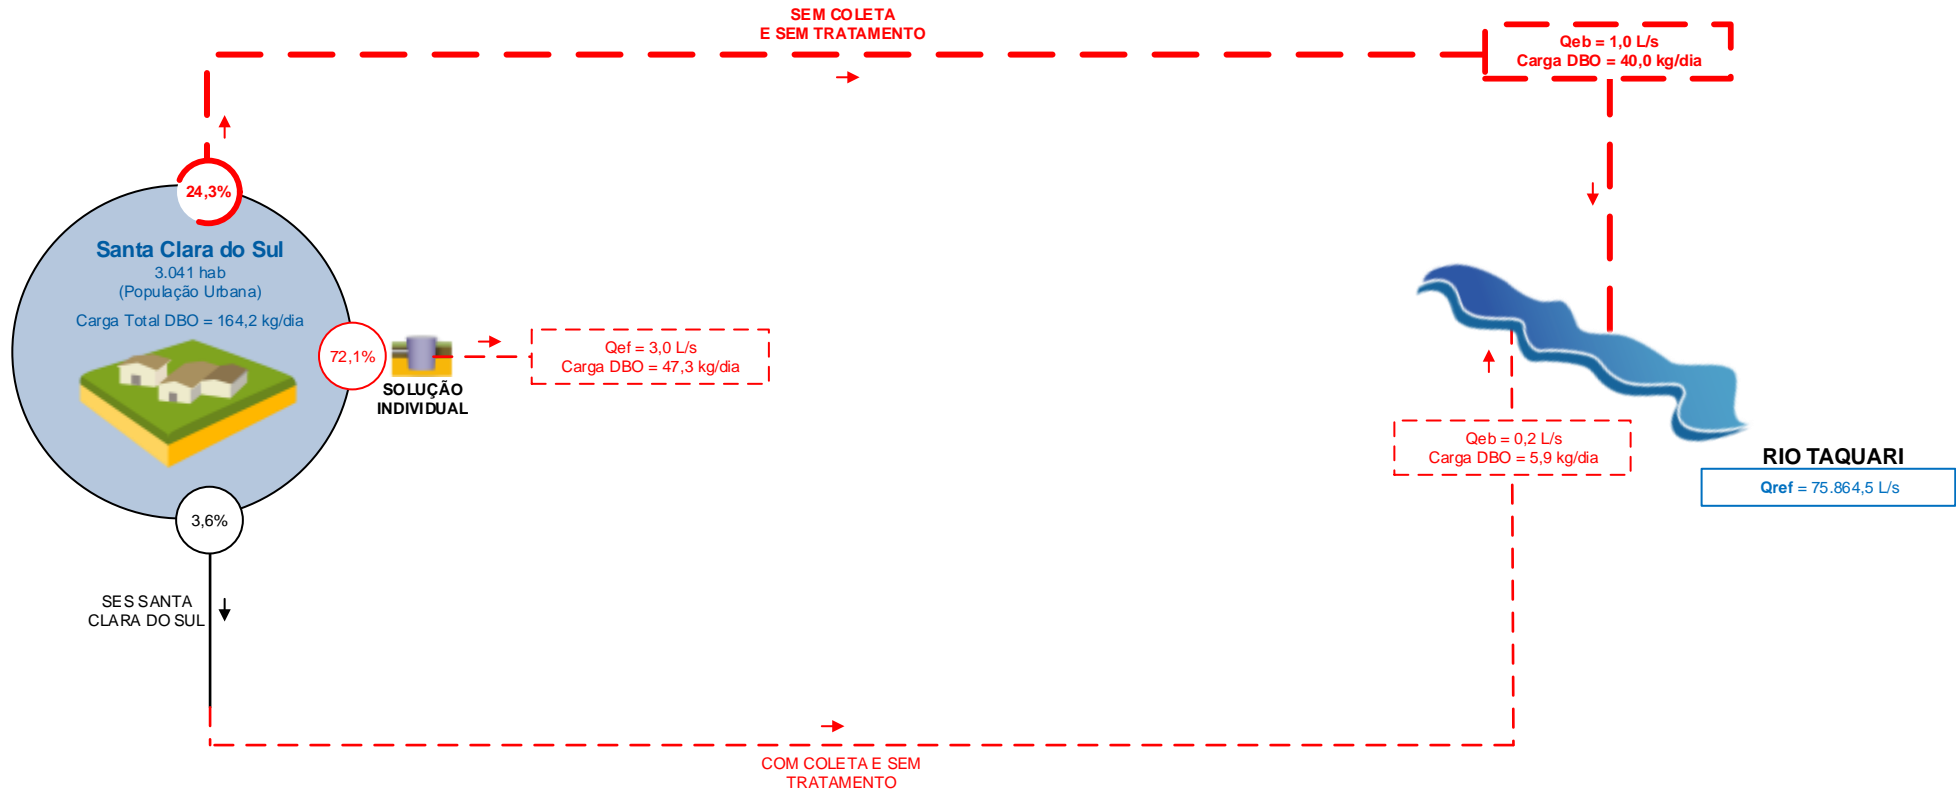 SEM COLETA
E SEM TRATAMENTO
Qeb = 1,0 L/s
Carga DBO = 40,0 kg/dia
24,3%
Santa Clara do Sul
3.041 hab
(População Urbana)
Carga Total DBO = 164,2 kg/dia
72,1%
SOLUÇÃO
INDIVIDUAL
Qef = 3,0 L/s
Carga DBO = 47,3 kg/dia
Qeb = 0,2 L/s
Carga DBO = 5,9 kg/dia
RIO TAQUARI
Qref = 75.864,5 L/s
3,6%
SES SANTA
CLARA DO SUL
COM COLETA E SEM
TRATAMENTO